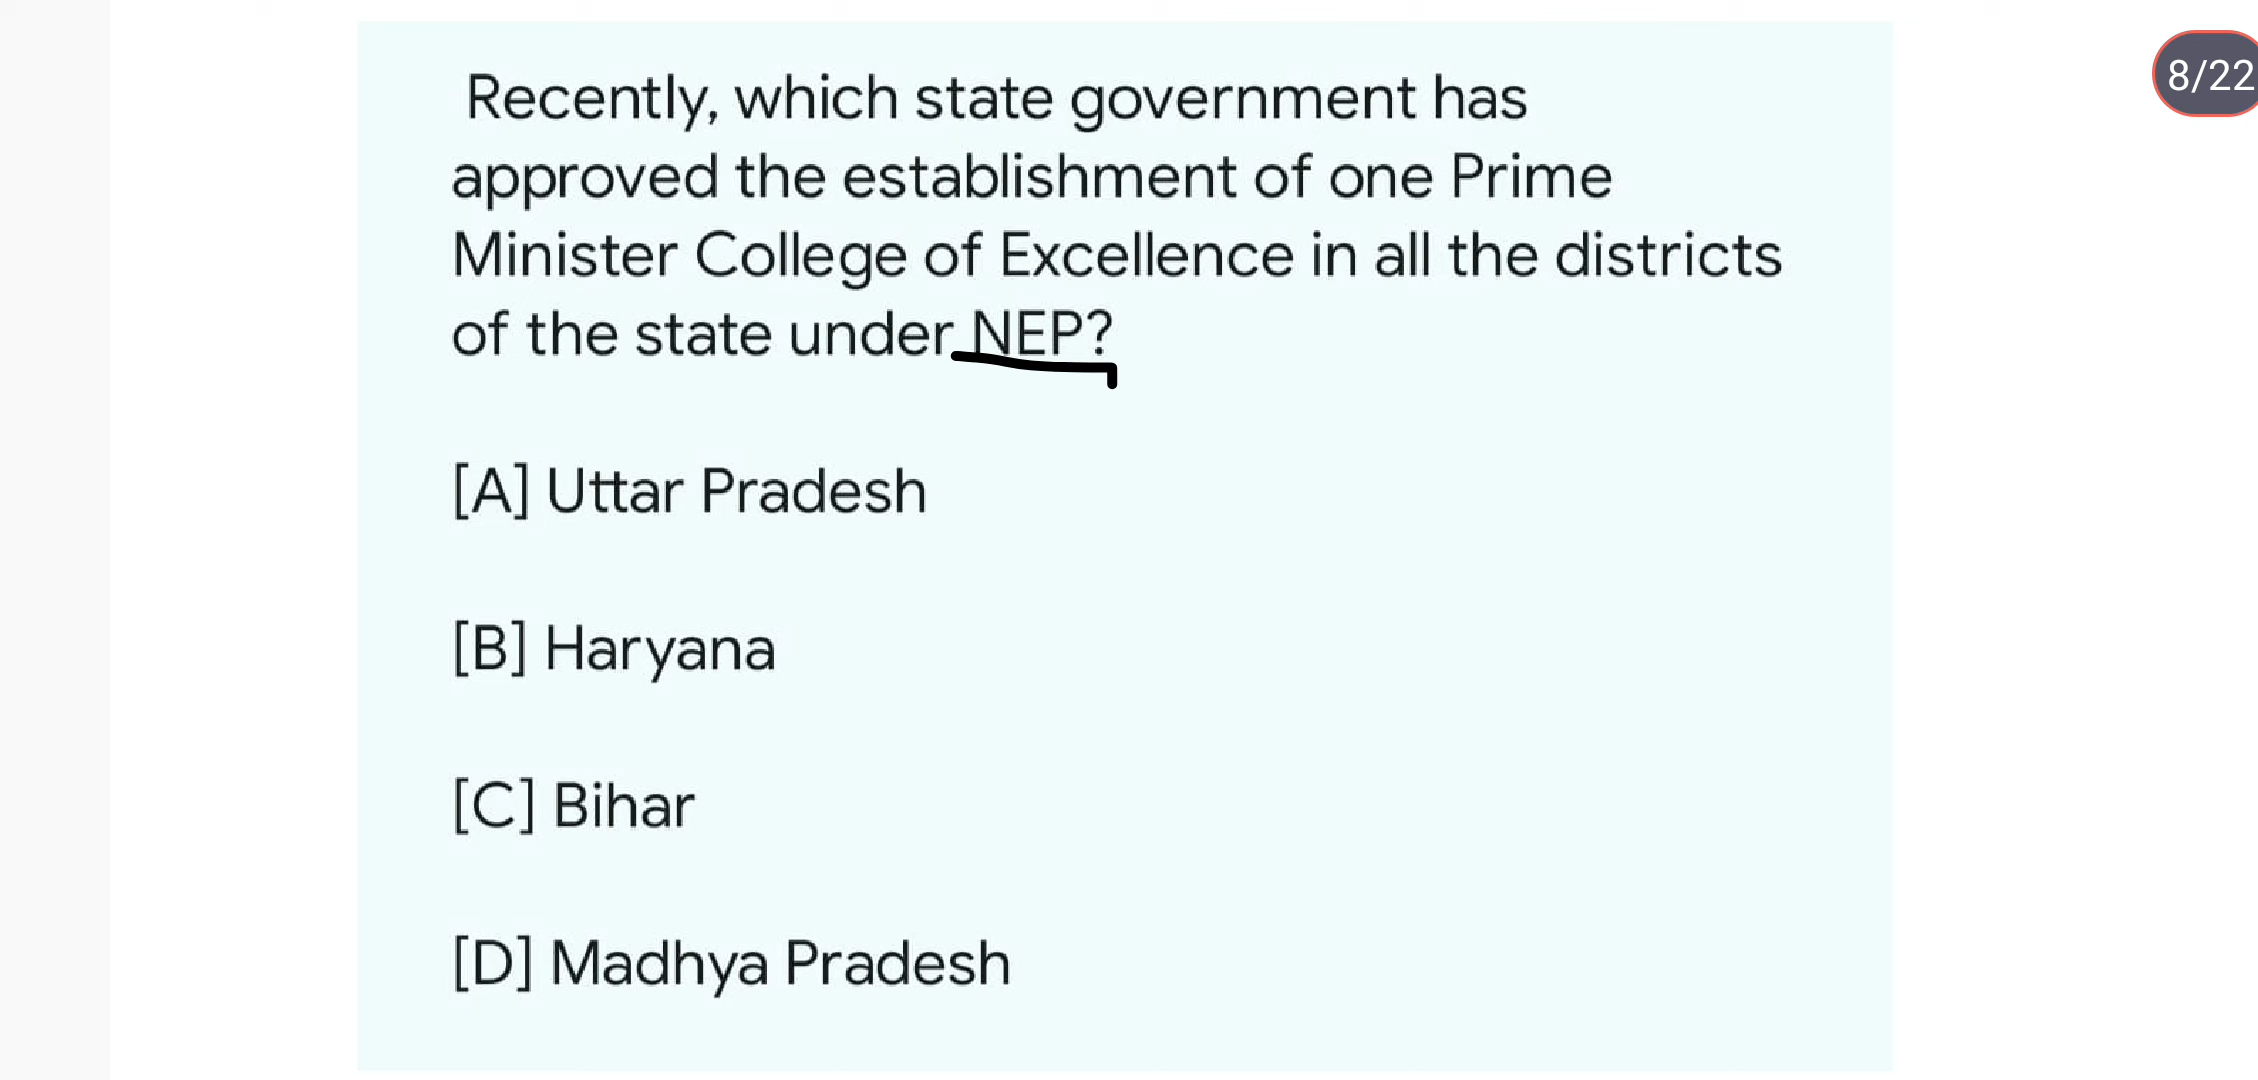 Recently, which state government has
approved the establishment of one Prime
Minister College of Excellence in all the districts
of the state under NEP?
[A] Uttar Pradesh
[B] Haryana
[C] Bihar
[D] Madhya Pradesh
8/22